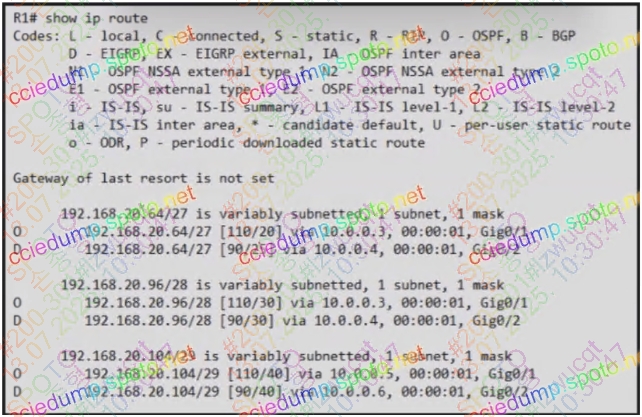 R1# show ip route
Codes: L - local, C - connected, S - static, R - RIP, O - OSPF, B - BGP
D - EIGRP, EX - EIGRP external, IA - OSPF inter area
N1 - OSPF NSSA external type 1, N2 - OSPF NSSA external type 2
E1 - OSPF external type 1, E2 - OSPF external type 2
i - IS-IS, su - IS-IS summary, L1 - IS-IS level-1, L2 - IS-IS level-2
ia - IS-IS inter area, * - candidate default, U - per-user static route
o - ODR, P - periodic downloaded static route
Gateway of last resort is not set
192.168.20.64/27 is variably subnetted, 1 subnet, 1 mask
O 192.168.20.64/27 [110/20] via 10.0.0.3, 00:00:01, Gig0/1
D 192.168.20.64/27 [90/20] via 10.0.0.4, 00:00:01, Gig0/2
192.168.20.96/28 is variably subnetted, 1 subnet, 1 mask
O 192.168.20.96/28 [110/30] via 10.0.0.3, 00:00:01, Gig0/1
D 192.168.20.96/28 [90/30] via 10.0.0.4, 00:00:01, Gig0/2
192.168.20.104/29 is variably subnetted, 1 subnet, 1 mask
O 192.168.20.104/29 [110/40] via 10.0.0.5, 00:00:01, Gig0/1
D 192.168.20.104/29 [90/40] via 10.0.0.6, 00:00:01, Gig0/2
cciedump.spoto.net
cciedump.spoto.net
cciedump.spoto.net
cciedump.spoto.net
cciedump.spoto.net
cciedump.spoto.net
cciedump.spoto.net
cciedump.spoto.net
cciedump.spoto.net